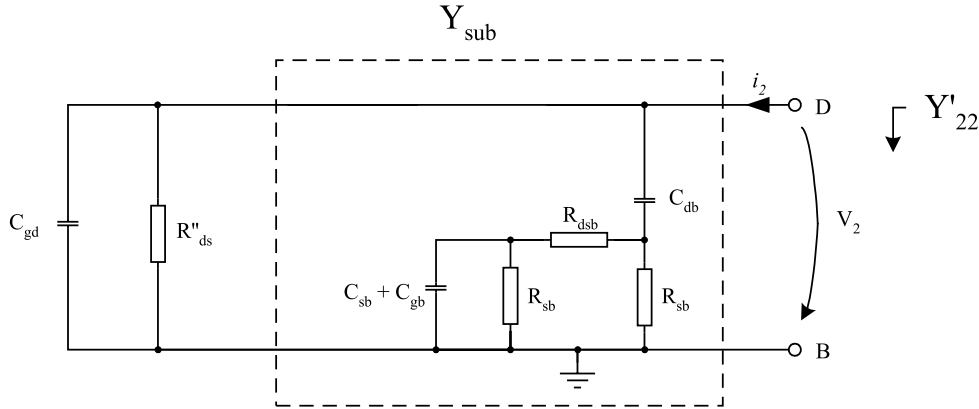 Y_sub
i_2
D
Y'_22
C_db
R_dsb
C_gd
R"_ds
V_2
C_sb + C_gb
R_sb
R_sb
B